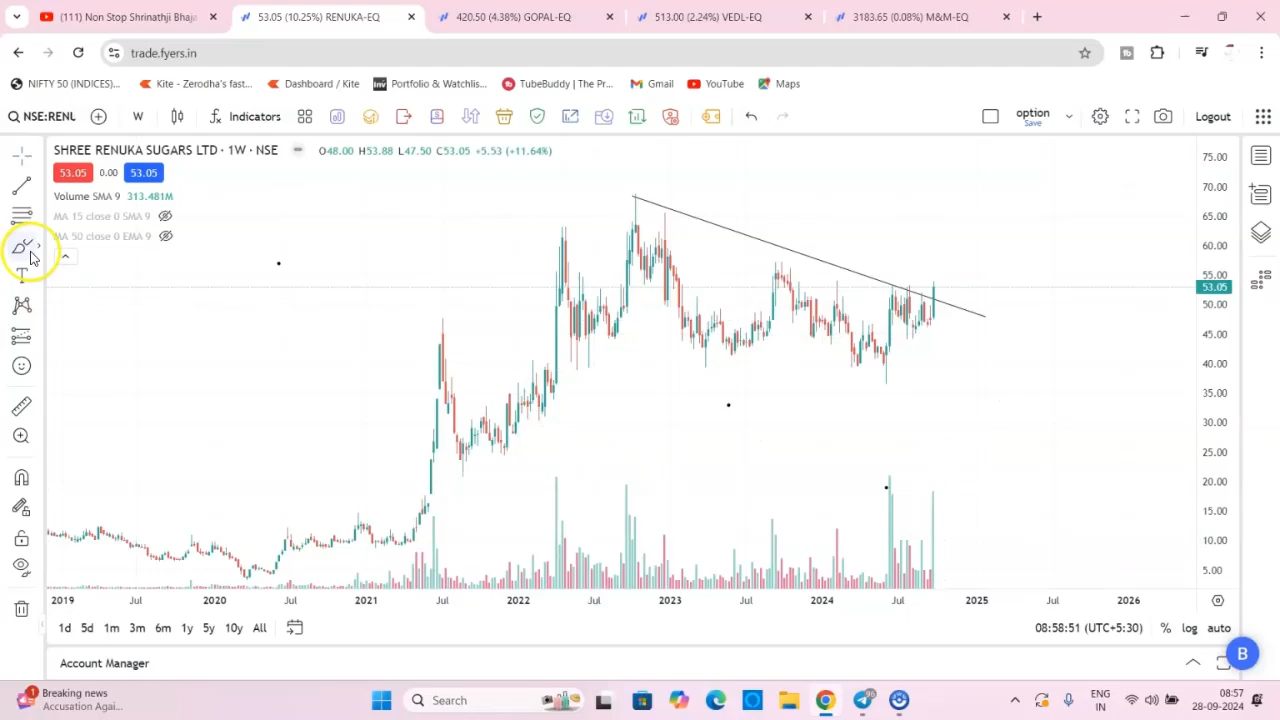 (111) Non Stop Shrinathji Bhaja
53.05 (10.25%) RENUKA-EQ
420.50 (4.38%) GOPAL-EQ
513.00 (2.24%) VEDL-EQ
3183.65 (0.08%) M&M-EQ
trade.fyers.in
NIFTY 50 (INDICES)...
Kite - Zerodha's fast...
Dashboard / Kite
Portfolio & Watchlis...
TubeBuddy | The Pr...
Gmail
YouTube
Maps
NSE:RENU
W
Indicators
option
Save
Logout
SHREE RENUKA SUGARS LTD · 1W · NSE
O48.00 H53.88 L47.50 C53.05 +5.53 (+11.64%)
53.05 0.00 53.05
Volume SMA 9 313.481M
MA 15 close 0 SMA 9
MA 50 close 0 EMA 9
75.00
70.00
65.00
60.00
55.00
53.05
50.00
45.00
40.00
35.00
30.00
25.00
20.00
15.00
10.00
5.00
2019 Jul 2020 Jul 2021 Jul 2022 Jul 2023 Jul 2024 Jul 2025 Jul 2026
1d 5d 1m 3m 6m 1y 5y 10y All
08:58:51 (UTC+5:30) % log auto
B
Account Manager
1
Breaking news
Accusation Agai...
Search
ENG
IN
08:57
28-09-2024